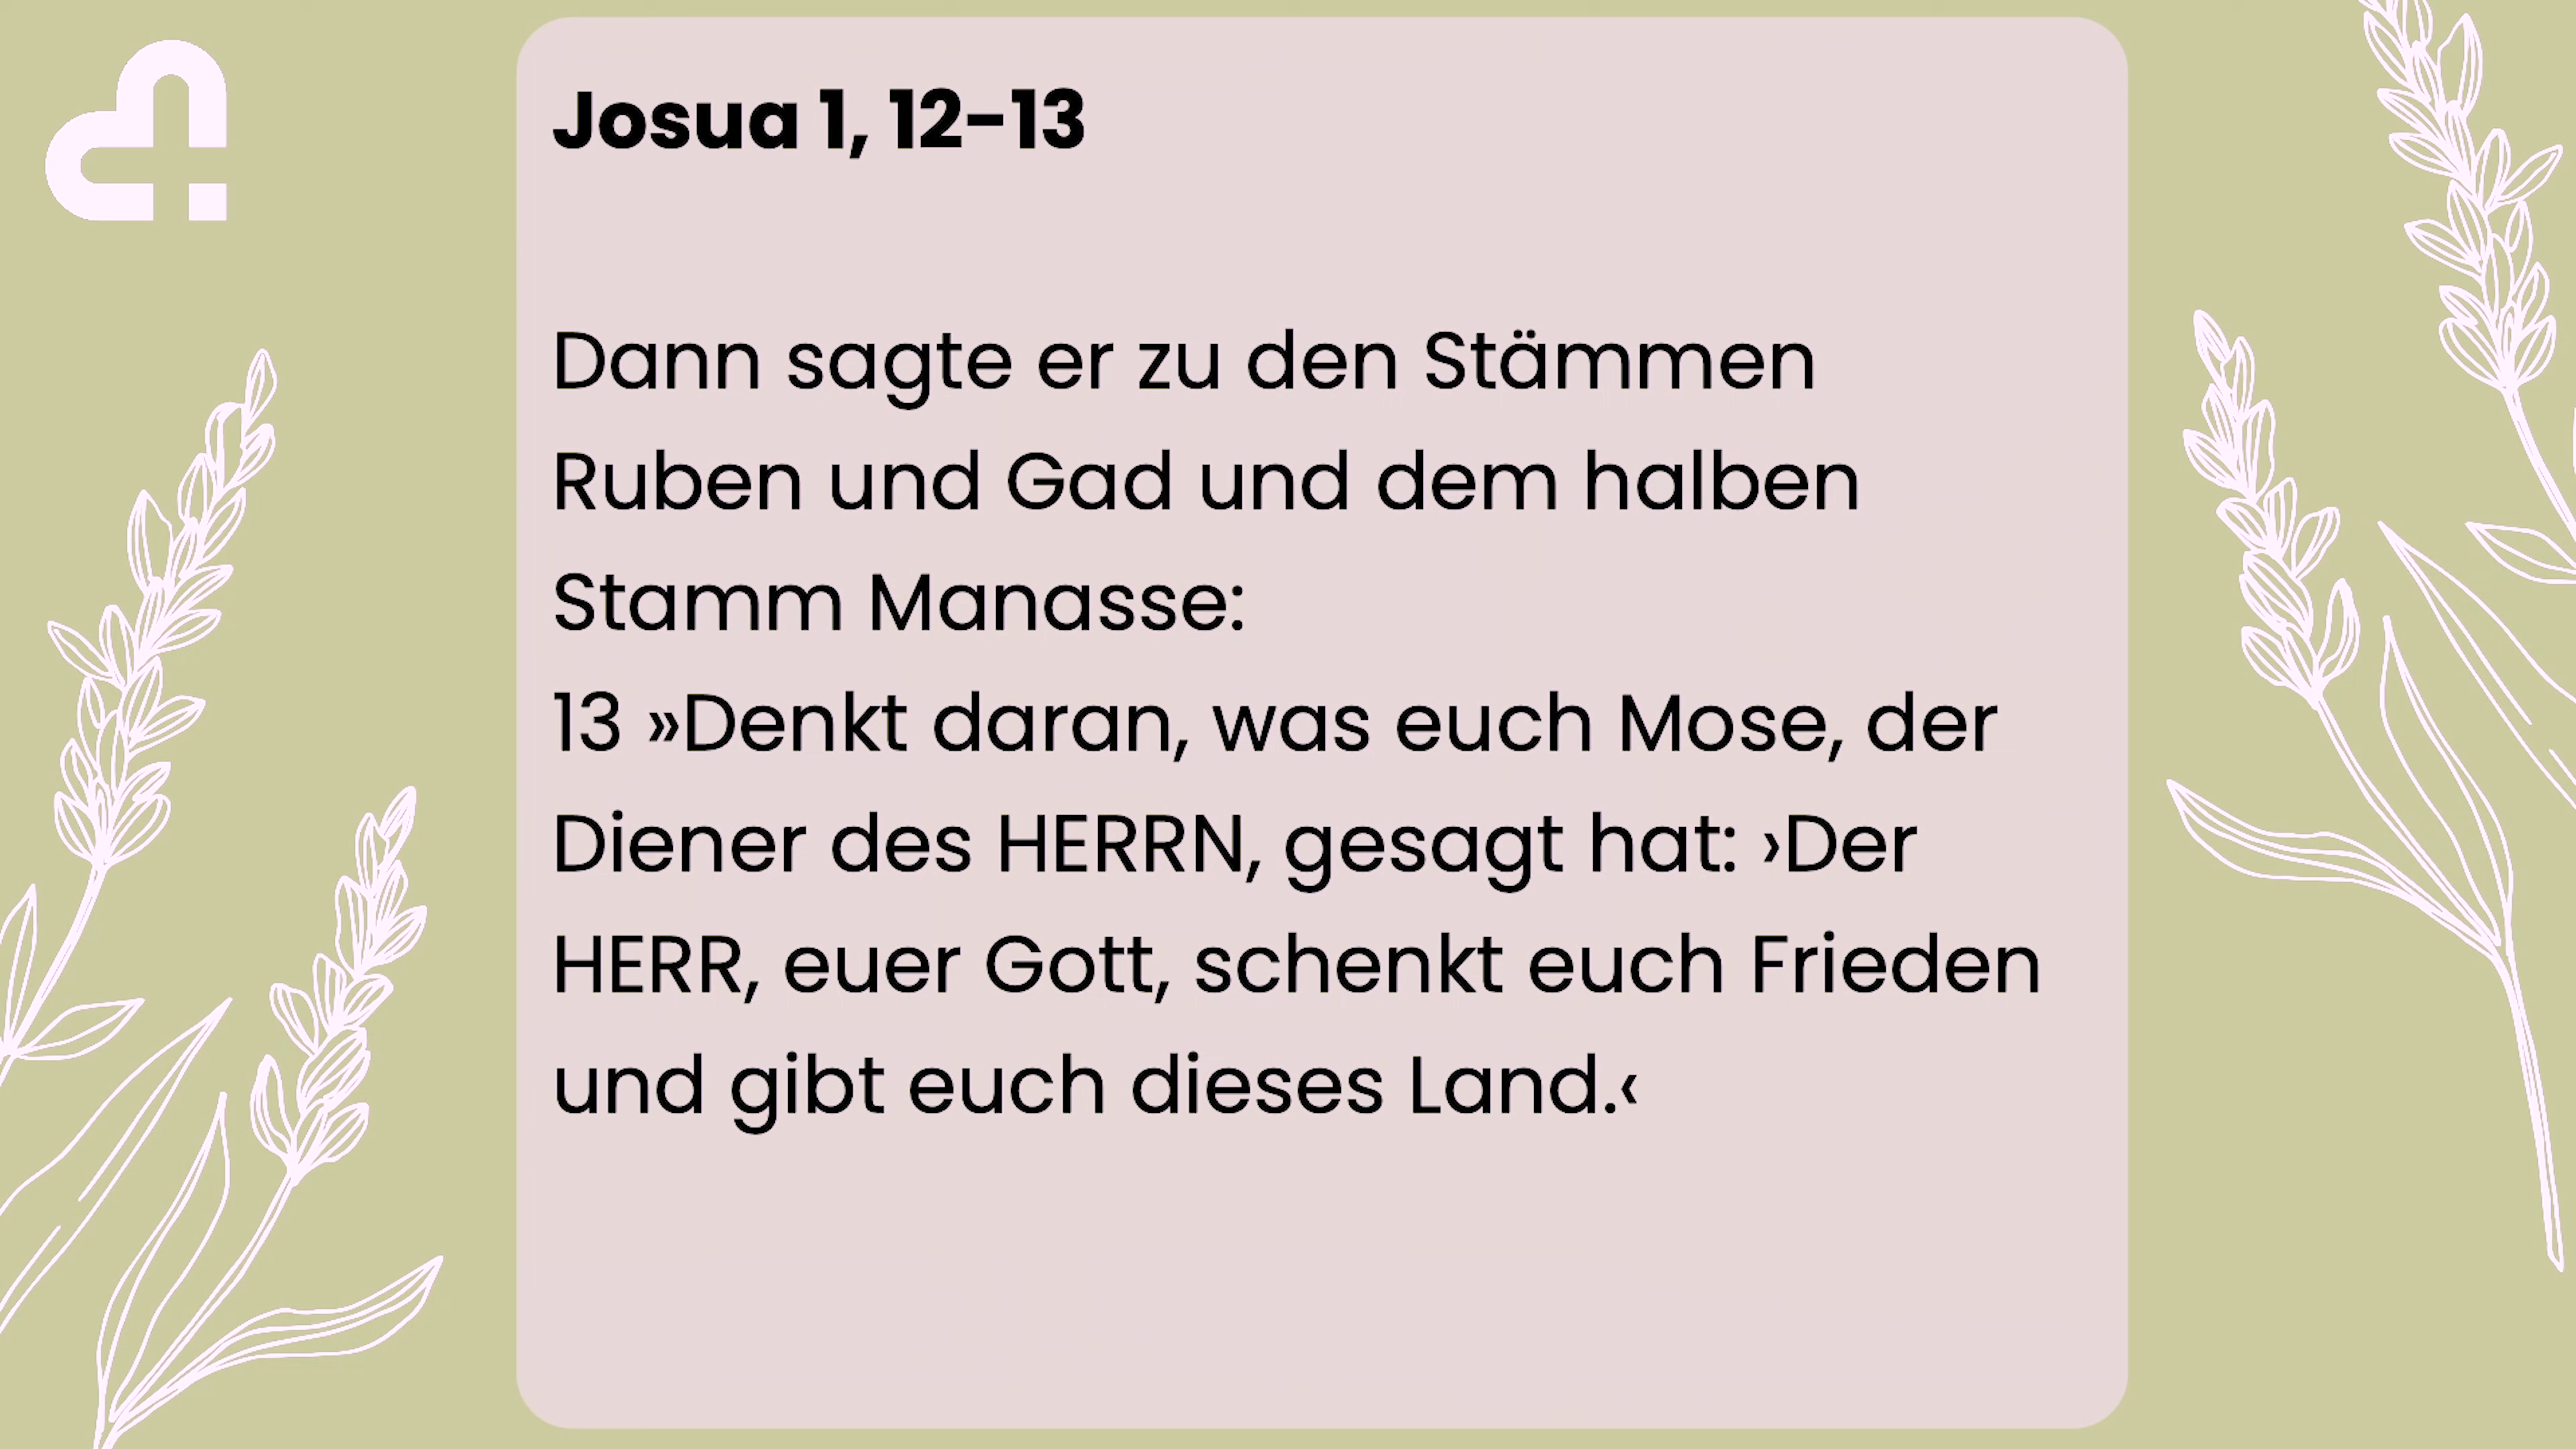 Josua 1, 12-13
Dann sagte er zu den Stämmen
Ruben und Gad und dem halben
Stamm Manasse:
13 »Denkt daran, was euch Mose, der
Diener des HERRN, gesagt hat: ›Der
HERR, euer Gott, schenkt euch Frieden
und gibt euch dieses Land.‹